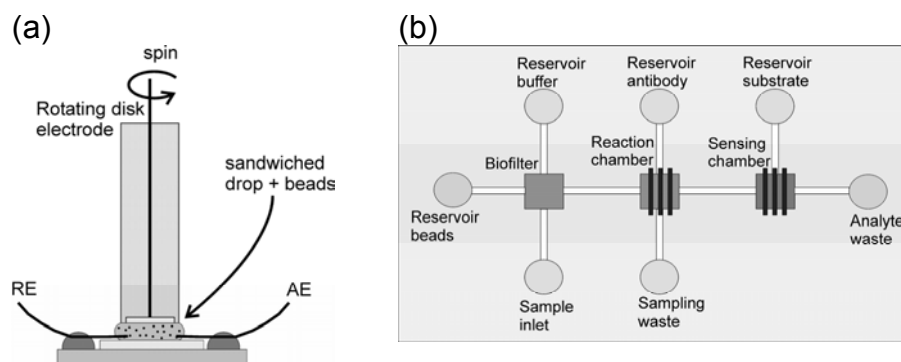 (a)
spin
Rotating disk
electrode
sandwiched
drop + beads
RE
AE
(b)
Reservoir
buffer
Reservoir
antibody
Reservoir
substrate
Biofilter
Reaction
chamber
Sensing
chamber
Reservoir
beads
Analyte
waste
Sample
inlet
Sampling
waste